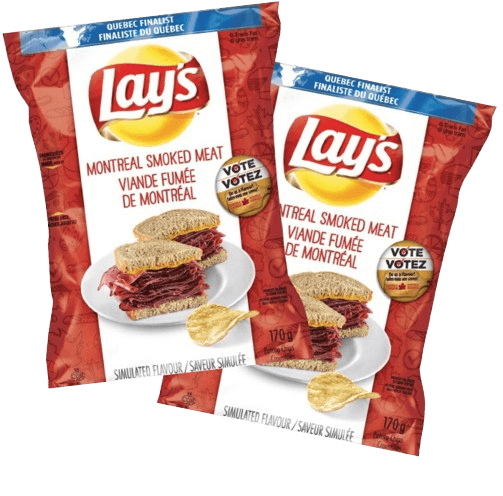 QUEBEC FINALIST
FINALISTE DU QUÉBEC
Lay's
MONTREAL SMOKED MEAT
VIANDE FUMÉE
DE MONTRÉAL
VOTE
VOTEZ
170 g
SIMULATED FLAVOUR / SAVEUR SIMULÉE
QUEBEC FINALIST
FINALISTE DU QUÉBEC
Lay's
NTREAL SMOKED MEAT
VIANDE FUMÉE
DE MONTRÉAL
VOTE
VOTEZ
170 g
SIMULATED FLAVOUR / SAVEUR SIMULÉE